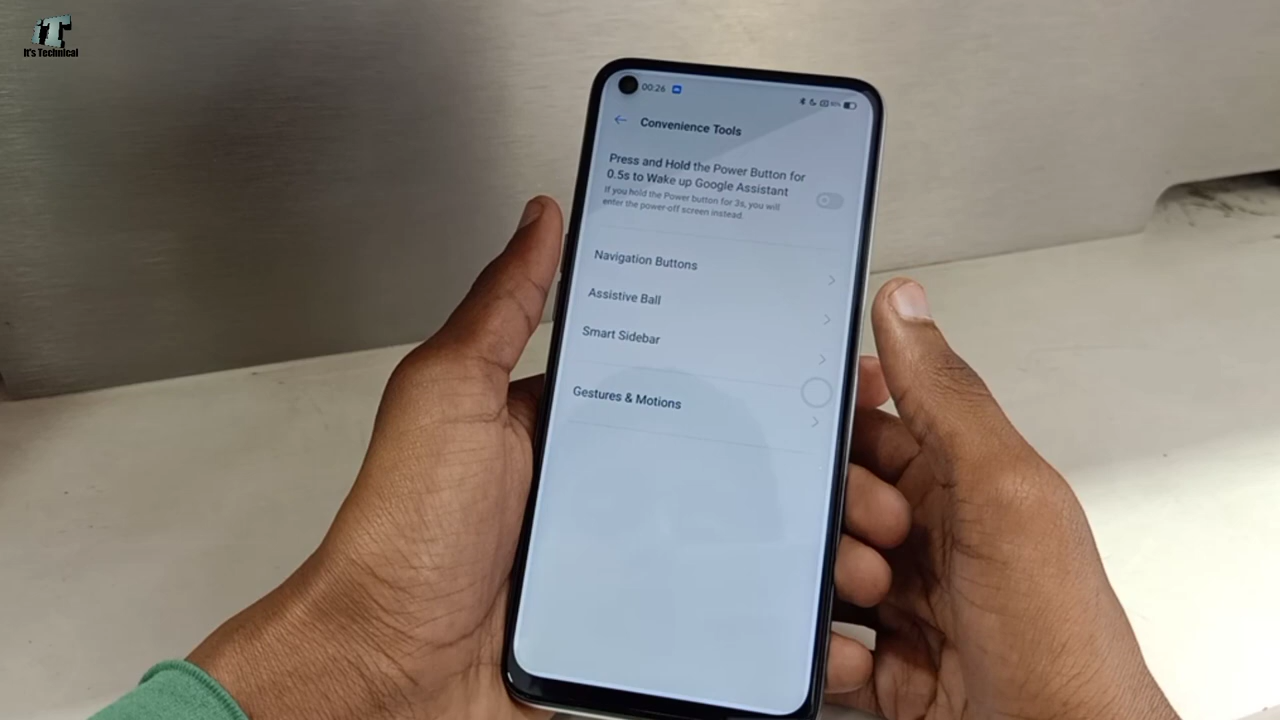 iT
It's Technical
00:26
Convenience Tools
Press and Hold the Power Button for
0.5s to Wake up Google Assistant
If you hold the Power button for 3s, you will
enter the power-off screen instead.
Navigation Buttons
Assistive Ball
Smart Sidebar
Gestures & Motions